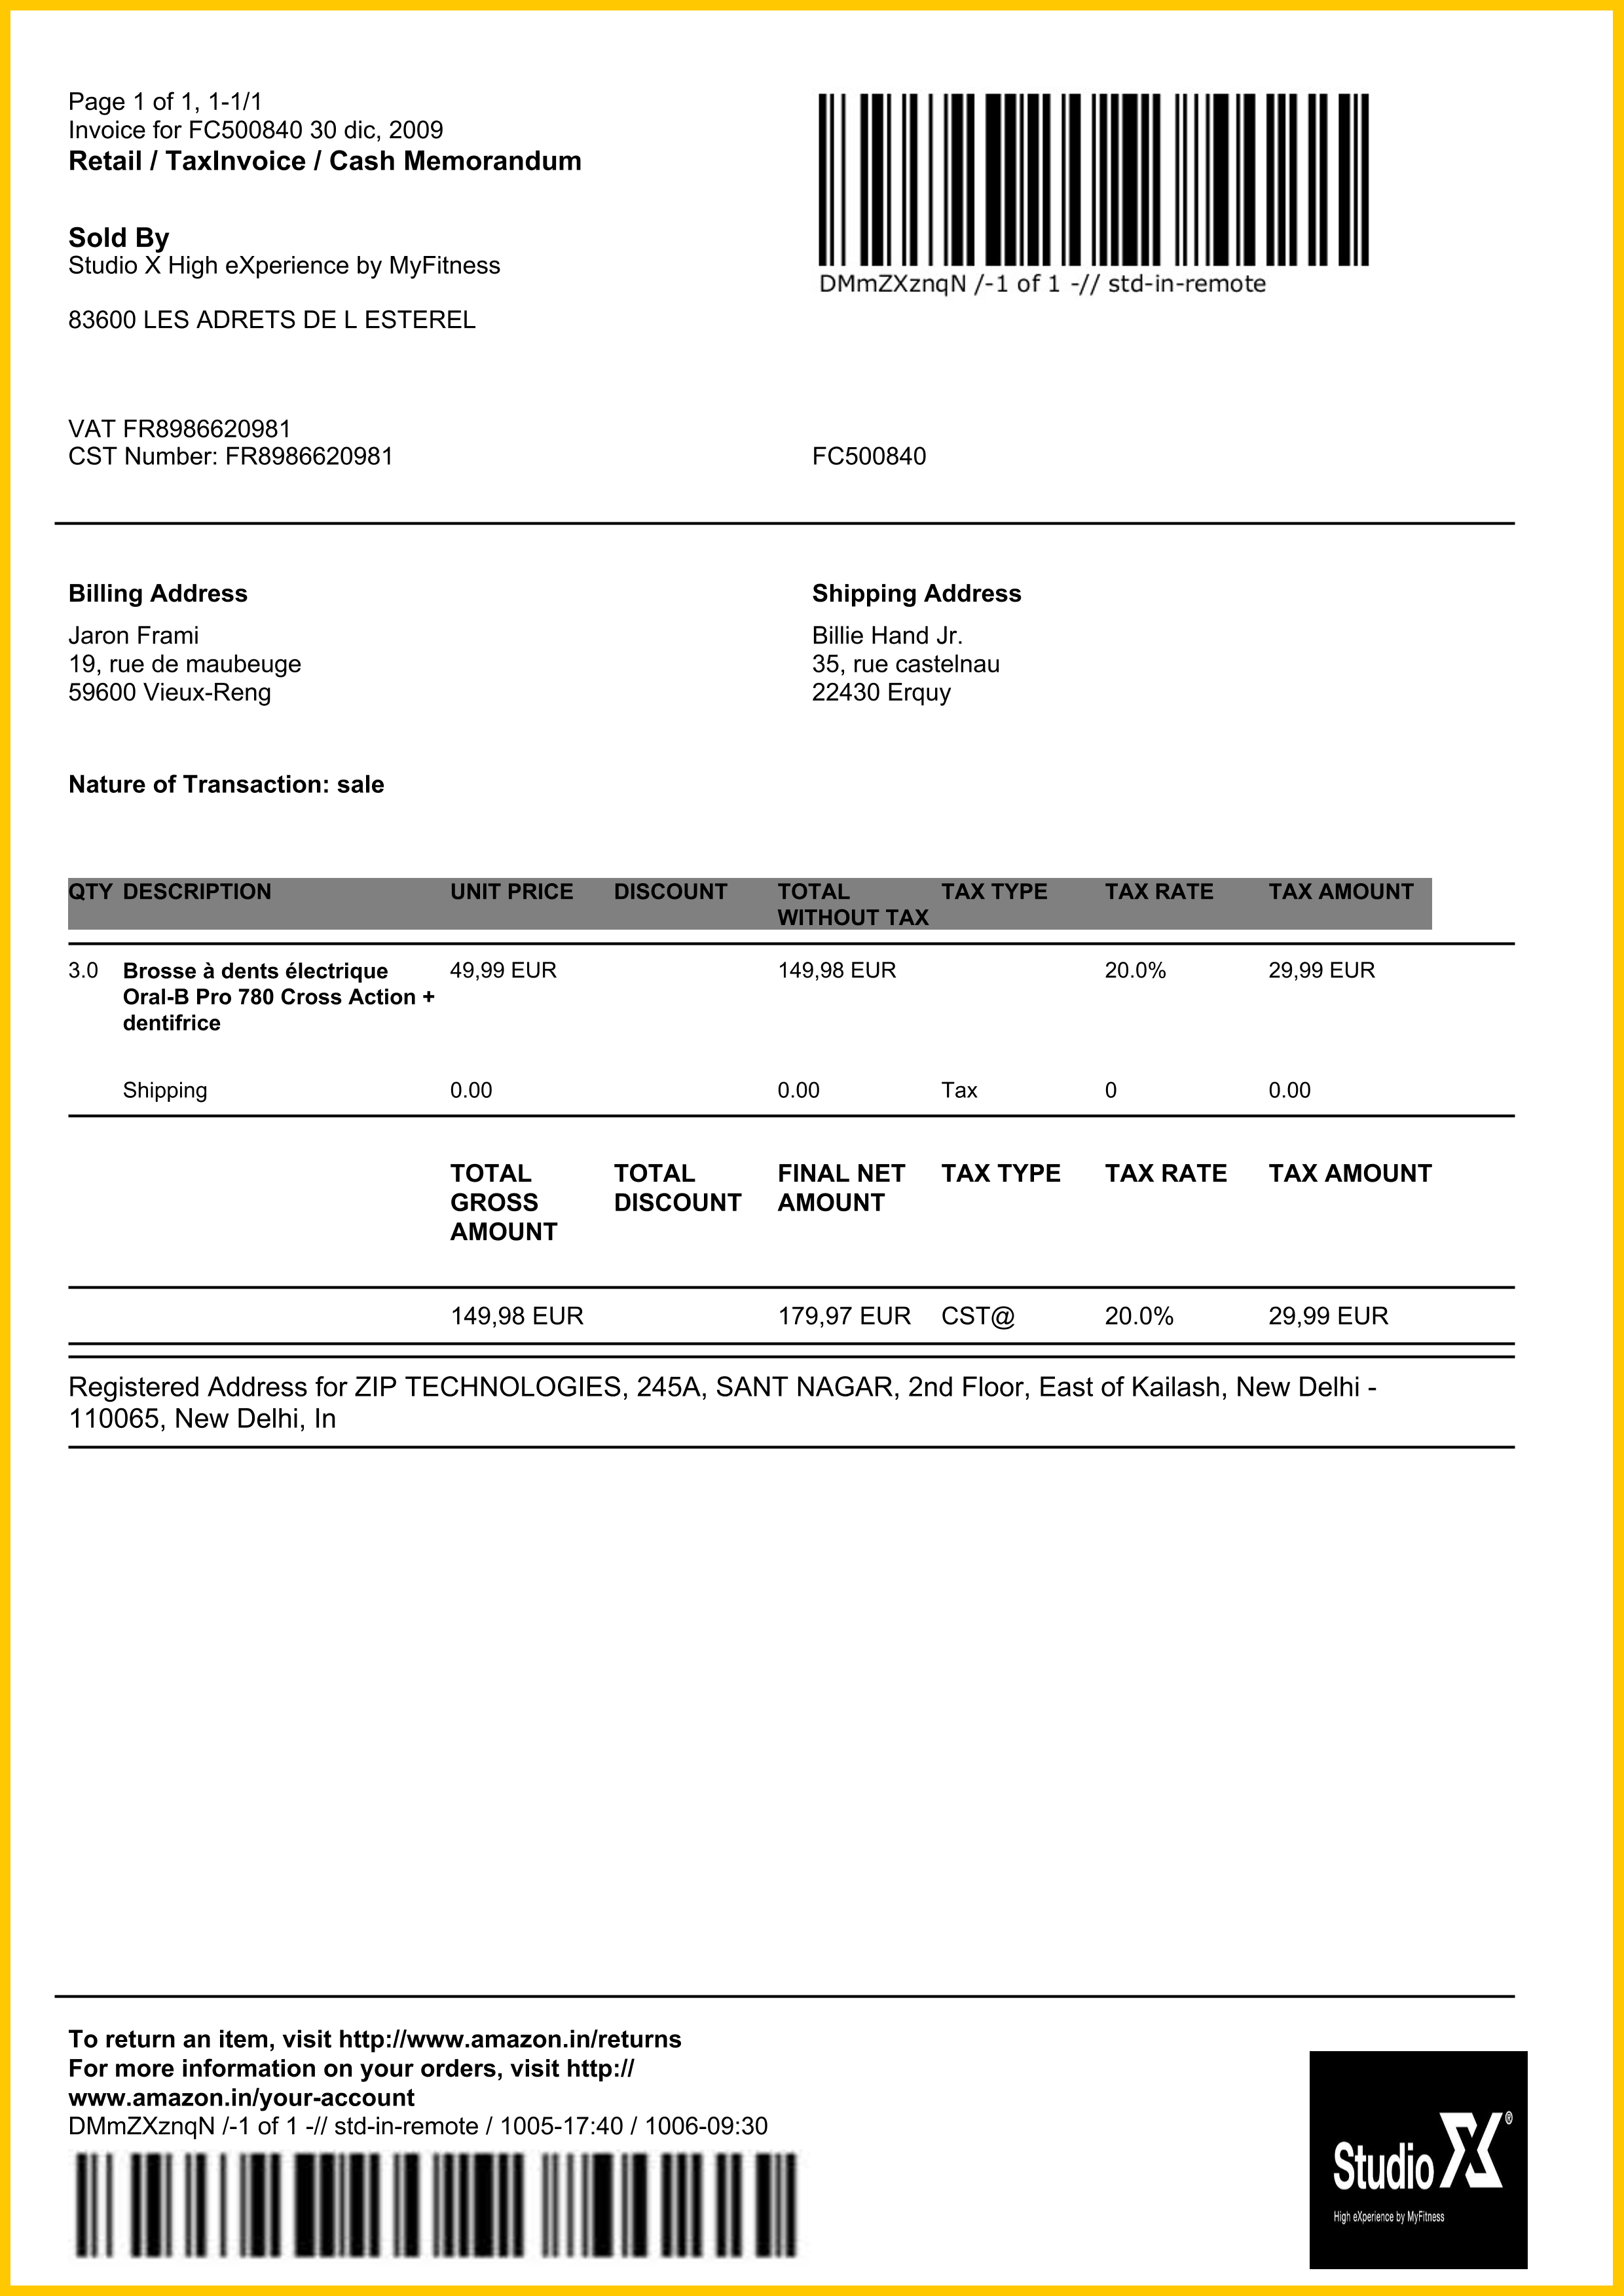 Page 1 of 1, 1-1/1
Invoice for FC500840 30 dic, 2009
Retail / TaxInvoice / Cash Memorandum
DMmZXznqN /-1 of 1 -// std-in-remote
Sold By
Studio X High eXperience by MyFitness
83600 LES ADRETS DE L ESTEREL
VAT FR8986620981
CST Number: FR8986620981
FC500840
Billing Address
Jaron Frami
19, rue de maubeuge
59600 Vieux-Reng
Shipping Address
Billie Hand Jr.
35, rue castelnau
22430 Erquy
Nature of Transaction: sale
QTY DESCRIPTION UNIT PRICE DISCOUNT TOTAL TAX TYPE TAX RATE TAX AMOUNT
WITHOUT TAX
3.0 Brosse à dents électrique 49,99 EUR 149,98 EUR 20.0% 29,99 EUR
Oral-B Pro 780 Cross Action +
dentifrice
Shipping 0.00 0.00 Tax 0 0.00
TOTAL TOTAL FINAL NET TAX TYPE TAX RATE TAX AMOUNT
GROSS DISCOUNT AMOUNT
AMOUNT
149,98 EUR 179,97 EUR CST@ 20.0% 29,99 EUR
Registered Address for ZIP TECHNOLOGIES, 245A, SANT NAGAR, 2nd Floor, East of Kailash, New Delhi -
110065, New Delhi, In
To return an item, visit http://www.amazon.in/returns
For more information on your orders, visit http://
www.amazon.in/your-account
DMmZXznqN /-1 of 1 -// std-in-remote / 1005-17:40 / 1006-09:30
Studio X®
High eXperience by MyFitness